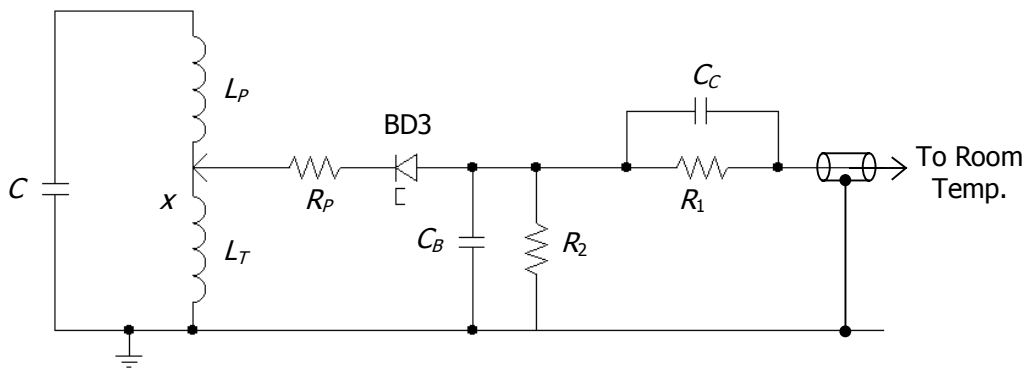 C_C
L_P
BD3
To Room
Temp.
C
x
R_P
R_1
C_B
R_2
L_T